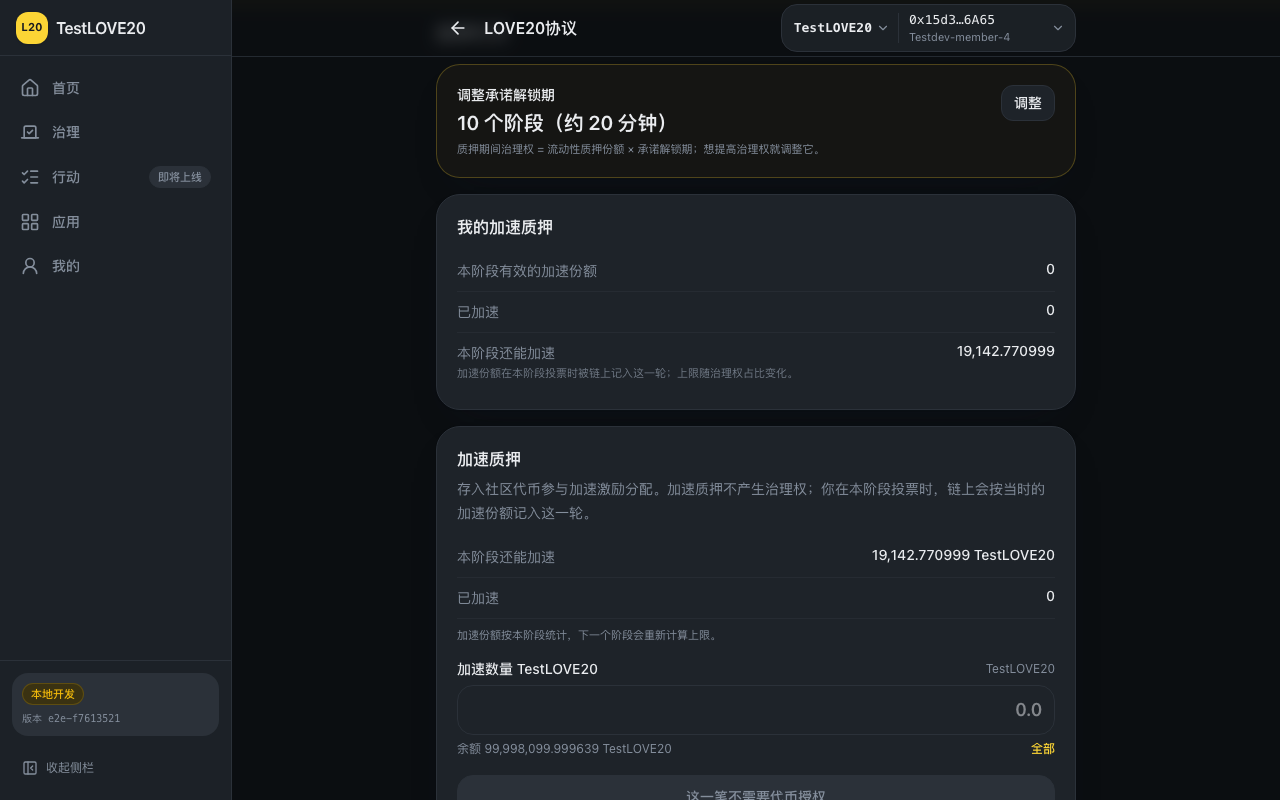 L20 TestLOVE20
首页
治理
行动 即将上线
应用
我的
本地开发
版本 e2e-f7613521
收起侧栏
LOVE20协议
TestLOVE20
0x15d3…6A65
Testdev-member-4
调整承诺解锁期
10 个阶段（约 20 分钟）
质押期间治理权 = 流动性质押份额 × 承诺解锁期；想提高治理权就调整它。
调整
我的加速质押
本阶段有效的加速份额 0
已加速 0
本阶段还能加速 19,142.770999
加速份额在本阶段投票时被链上记入这一轮；上限随治理权占比变化。
加速质押
存入社区代币参与加速激励分配。加速质押不产生治理权；你在本阶段投票时，链上会按当时的
加速份额记入这一轮。
本阶段还能加速 19,142.770999 TestLOVE20
已加速 0
加速份额按本阶段统计，下一个阶段会重新计算上限。
加速数量 TestLOVE20 TestLOVE20
0.0
余额 99,998,099.999639 TestLOVE20 全部
这一笔不需要代币授权